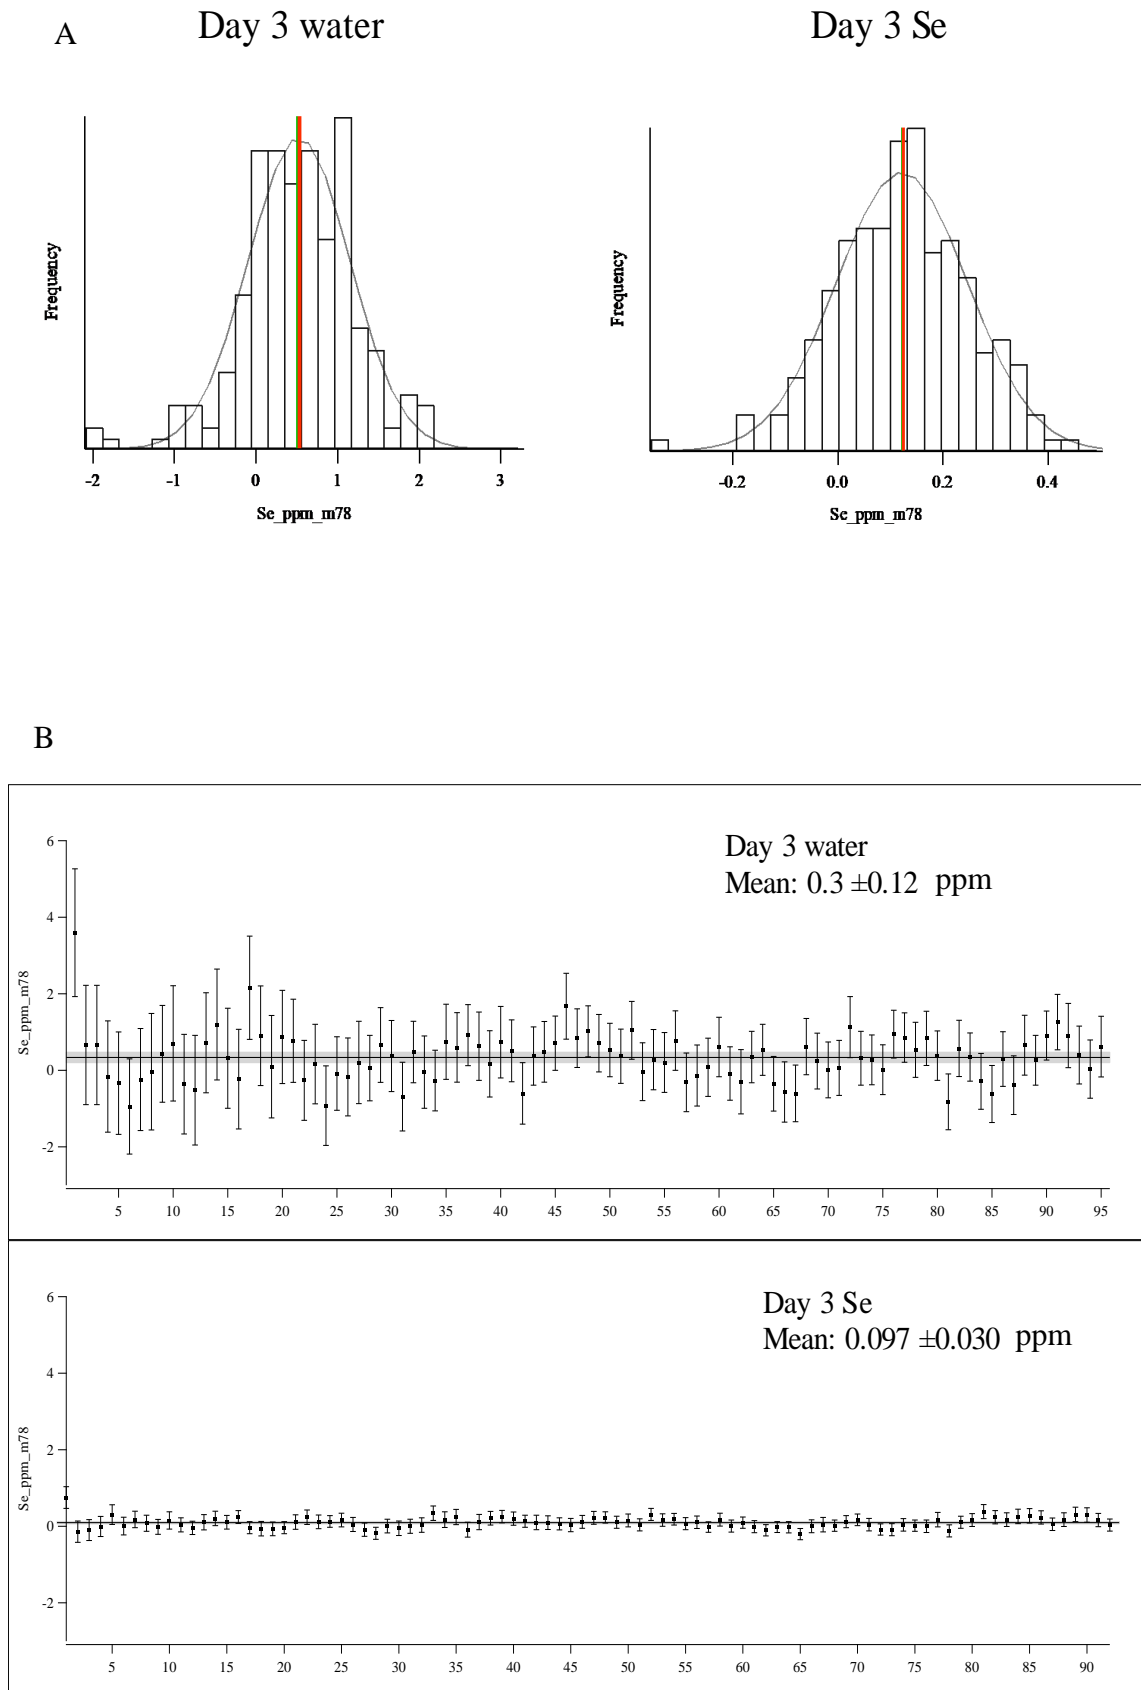 A
Day 3 water
Day 3 Se
Frequency
-2 -1 0 1 2 3
Se_ppm_m78
Frequency
-0.2 0.0 0.2 0.4
Se_ppm_m78
B
Day 3 water
Mean: 0.3 ±0.12 ppm
Se_ppm_m78
6
4
2
0
-2
5 10 15 20 25 30 35 40 45 50 55 60 65 70 75 80 85 90 95
Day 3 Se
Mean: 0.097 ±0.030 ppm
Se_ppm_m78
6
4
2
0
-2
5 10 15 20 25 30 35 40 45 50 55 60 65 70 75 80 85 90